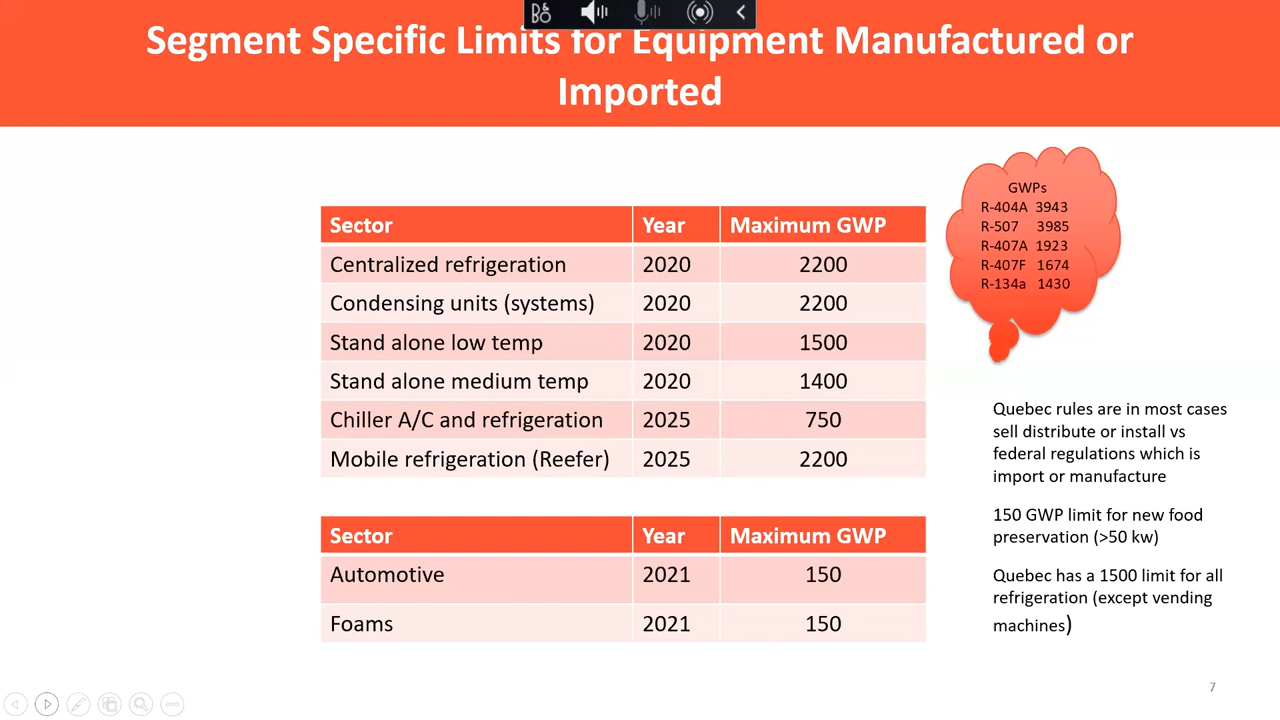 B&O
Segment Specific Limits for Equipment Manufactured or
Imported
Sector Year Maximum GWP
Centralized refrigeration 2020 2200
Condensing units (systems) 2020 2200
Stand alone low temp 2020 1500
Stand alone medium temp 2020 1400
Chiller A/C and refrigeration 2025 750
Mobile refrigeration (Reefer) 2025 2200
Sector Year Maximum GWP
Automotive 2021 150
Foams 2021 150
GWPs
R-404A 3943
R-507 3985
R-407A 1923
R-407F 1674
R-134a 1430
Quebec rules are in most cases
sell distribute or install vs
federal regulations which is
import or manufacture
150 GWP limit for new food
preservation (>50 kw)
Quebec has a 1500 limit for all
refrigeration (except vending
machines)
7